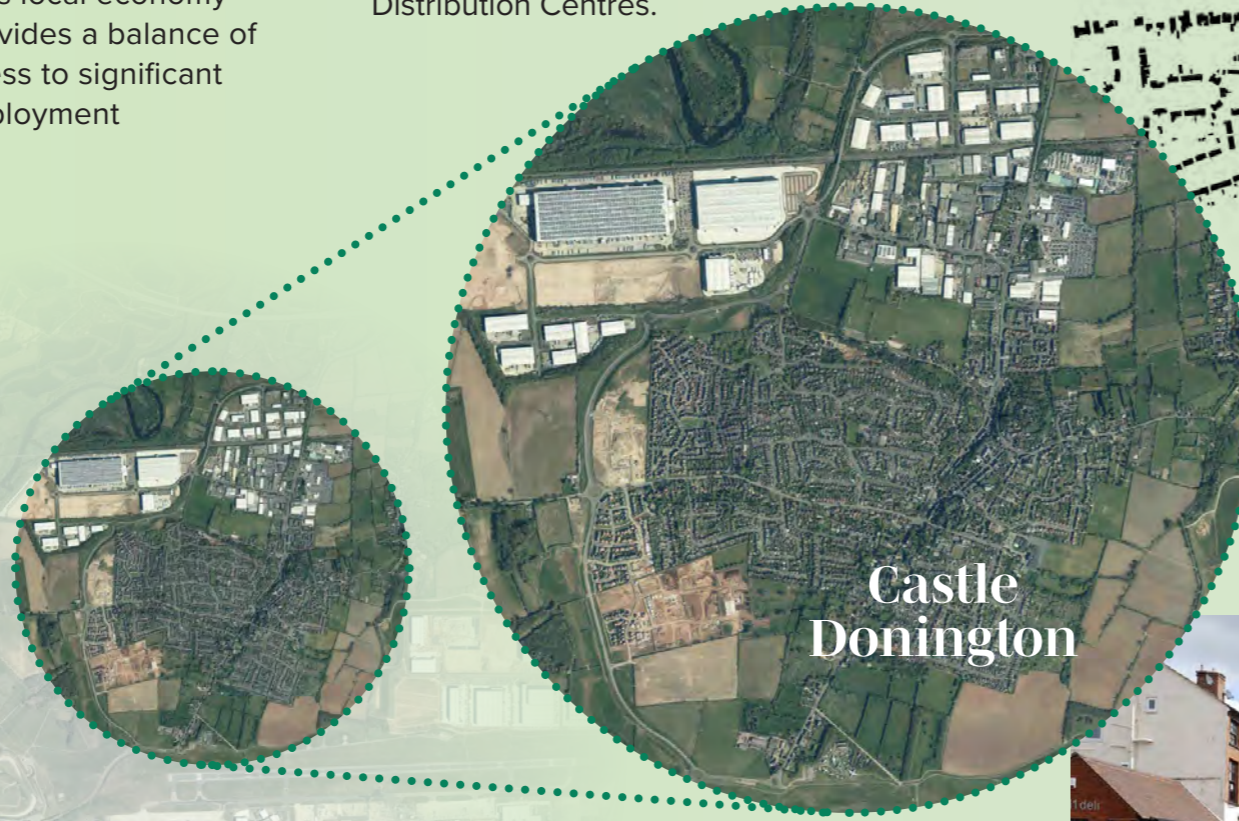 local economy
vides a balance of
ess to significant
ployment
Distribution Centres.
Castle
Donington